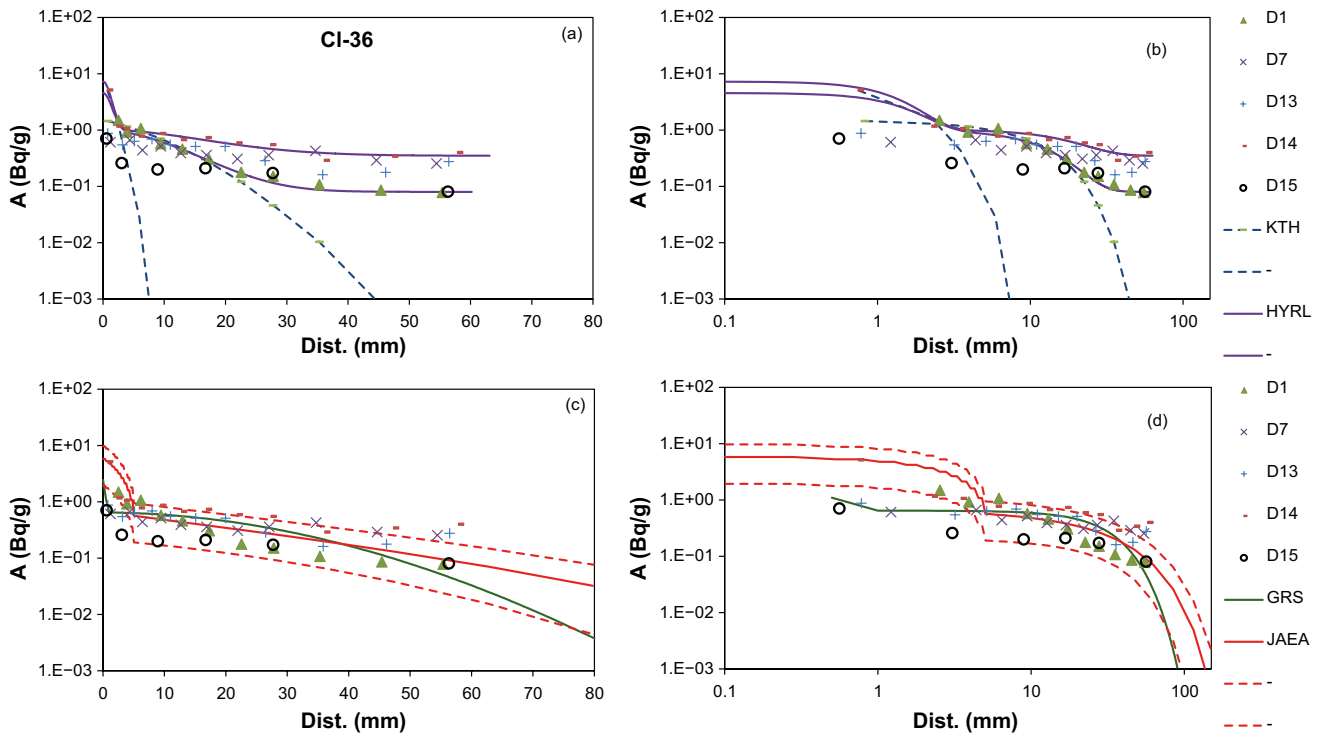 Cl-36
(a)
A (Bq/g)
1.E+02
1.E+01
1.E+00
1.E−01
1.E−02
1.E−03
0 10 20 30 40 50 60 70 80
Dist. (mm)
(b)
A (Bq/g)
1.E+02
1.E+01
1.E+00
1.E−01
1.E−02
1.E−03
0.1 1 10 100
Dist. (mm)
(c)
A (Bq/g)
1.E+02
1.E+01
1.E+00
1.E−01
1.E−02
1.E−03
0 10 20 30 40 50 60 70 80
Dist. (mm)
(d)
A (Bq/g)
1.E+02
1.E+01
1.E+00
1.E−01
1.E−02
1.E−03
0.1 1 10 100
Dist. (mm)
D1
D7
D13
D14
D15
KTH
-
HYRL
-
D1
D7
D13
D14
D15
GRS
JAEA
-
-